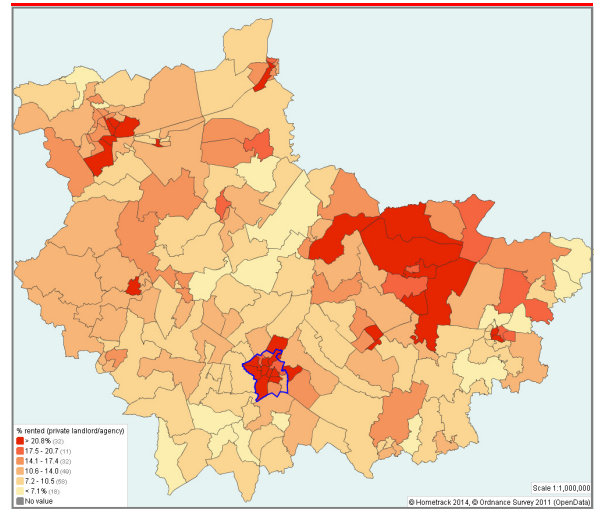 % rented (private landlord/agency)
> 20.8% (32)
17.5 - 20.7 (11)
14.1 - 17.4 (32)
10.6 - 14.0 (49)
7.2 - 10.5 (69)
< 7.1% (18)
No value
Scale 1:1,000,000
© Hometrack 2014, © Ordnance Survey 2011 (OpenData)